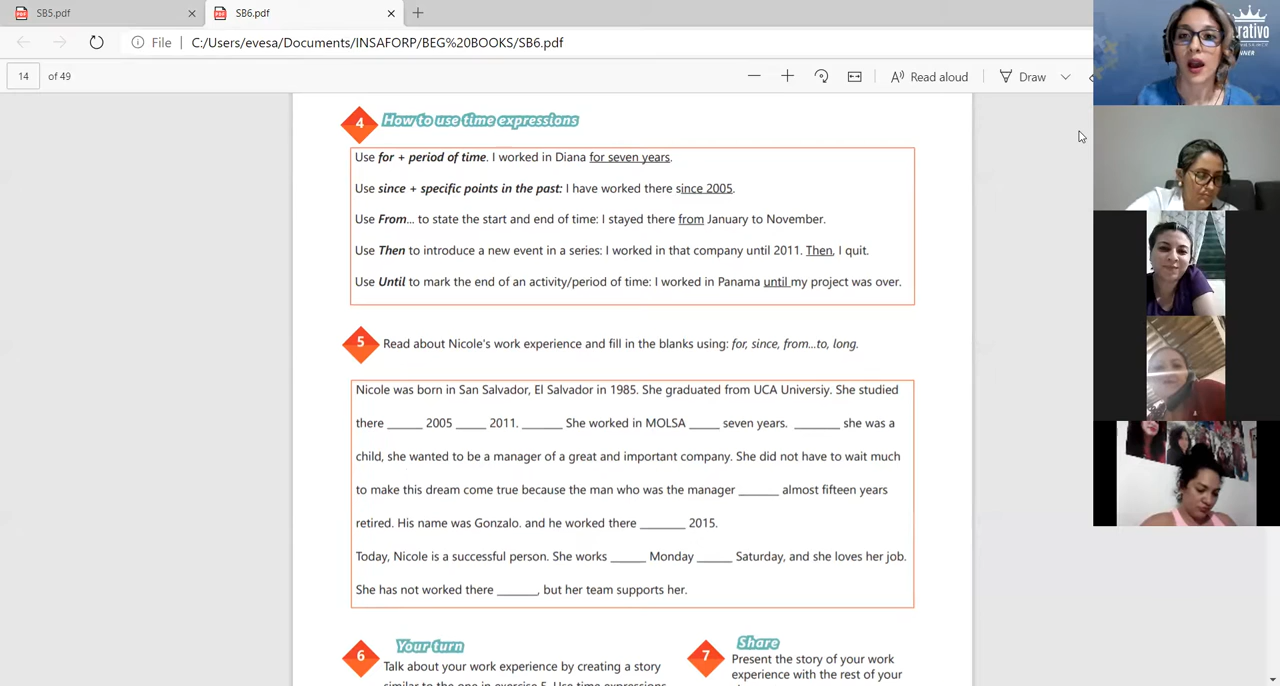 SB5.pdf
SB6.pdf
File
C:/Users/evesa/Documents/INSAFORP/BEG%20BOOKS/SB6.pdf
14
of 49
Read aloud
Draw
4 How to use time expressions
Use for + period of time. I worked in Diana for seven years.
Use since + specific points in the past: I have worked there since 2005.
Use From... to state the start and end of time: I stayed there from January to November.
Use Then to introduce a new event in a series: I worked in that company until 2011. Then, I quit.
Use Until to mark the end of an activity/period of time: I worked in Panama until my project was over.
5 Read about Nicole's work experience and fill in the blanks using: for, since, from...to, long.
Nicole was born in San Salvador, El Salvador in 1985. She graduated from UCA Universiy. She studied
there ______ 2005 _____ 2011. _______ She worked in MOLSA _____ seven years. ________ she was a
child, she wanted to be a manager of a great and important company. She did not have to wait much
to make this dream come true because the man who was the manager _______ almost fifteen years
retired. His name was Gonzalo. and he worked there ________ 2015.
Today, Nicole is a successful person. She works ______ Monday ______ Saturday, and she loves her job.
She has not worked there _______, but her team supports her.
6 Your turn
Talk about your work experience by creating a story
similar to the one in exercise 5. Use time expressions
7 Share
Present the story of your work
experience with the rest of your
rativo